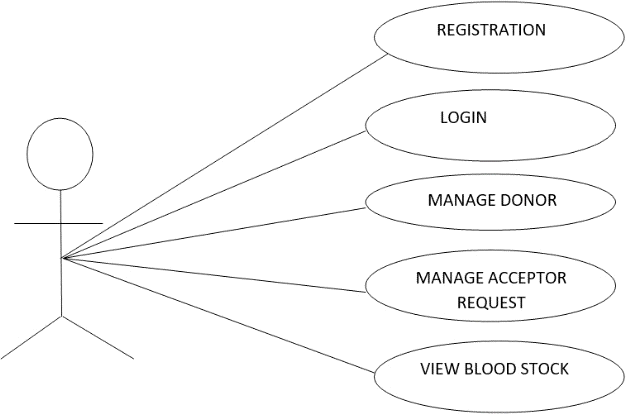 REGISTRATION
LOGIN
MANAGE DONOR
MANAGE ACCEPTOR
REQUEST
VIEW BLOOD STOCK